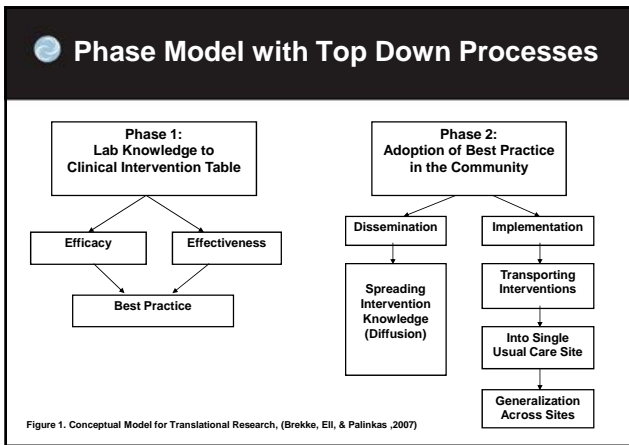 Phase Model with Top Down Processes
Phase 1:
Lab Knowledge to
Clinical Intervention Table
Efficacy
Effectiveness
Best Practice
Phase 2:
Adoption of Best Practice
in the Community
Dissemination
Implementation
Spreading
Intervention
Knowledge
(Diffusion)
Transporting
Interventions
Into Single
Usual Care Site
Generalization
Across Sites
Figure 1. Conceptual Model for Translational Research, (Brekke, Ell, & Palinkas ,2007)